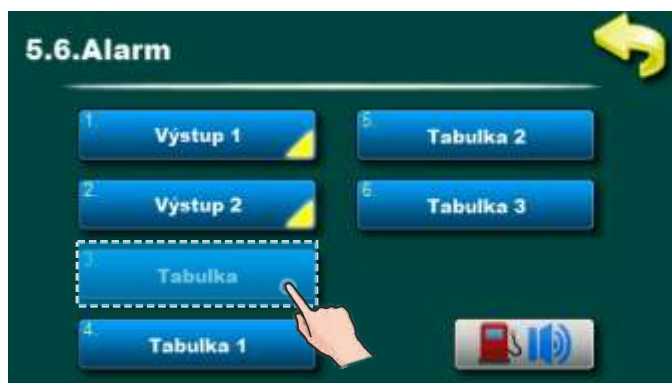 5.6.Alarm
1.
Výstup 1
2.
Výstup 2
3.
Tabulka
4.
Tabulka 1
5.
Tabulka 2
6.
Tabulka 3